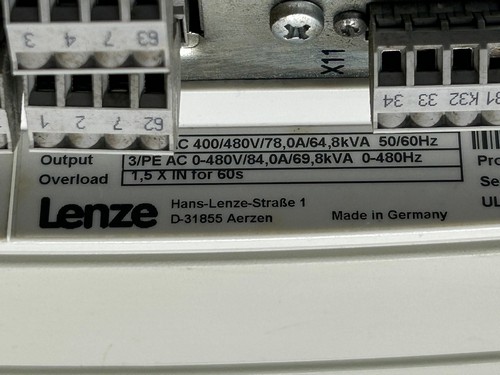 3 7 4 63
1 2 7 62
X11
34 33 K32 31
C 400/480V/78,0A/64,8kVA 50/60Hz
Output 3/PE AC 0-480V/84,0A/69,8kVA 0-480Hz
Overload 1,5 X IN for 60s
Lenze
Hans-Lenze-Straße 1
D-31855 Aerzen
Made in Germany
Pro
Se
UL